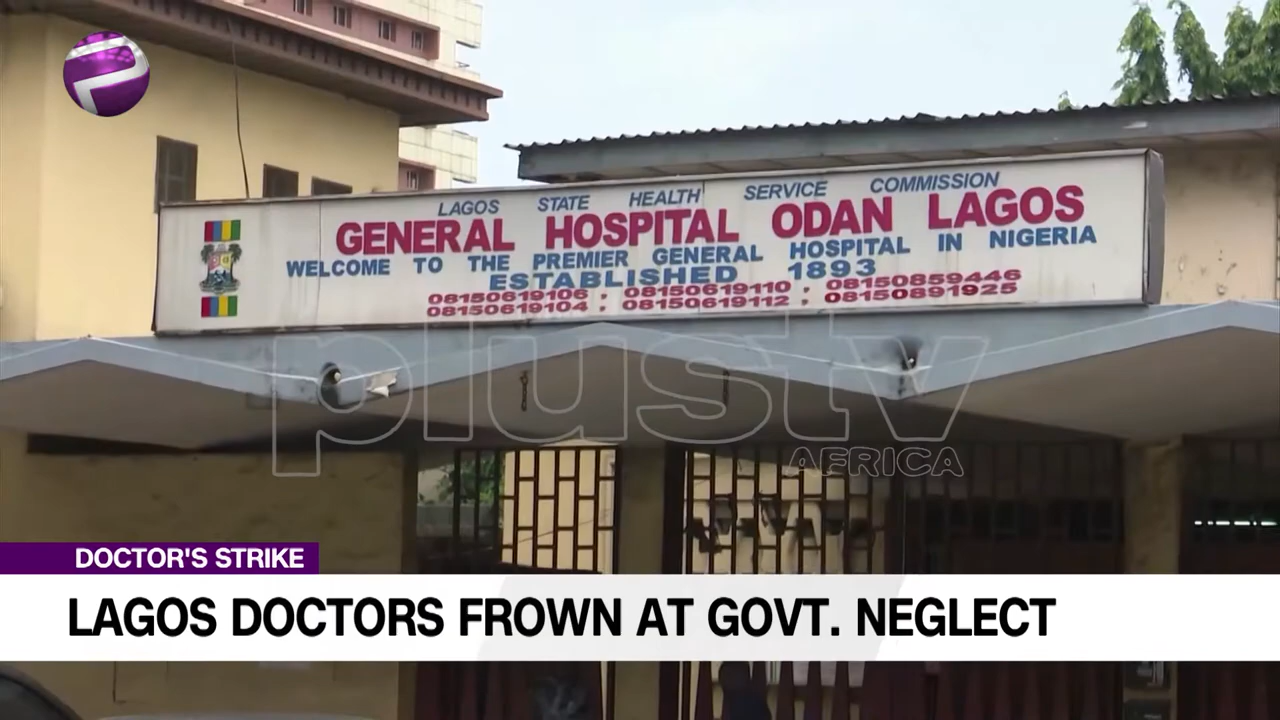 LAGOS STATE HEALTH SERVICE COMMISSION
GENERAL HOSPITAL ODAN LAGOS
WELCOME TO THE PREMIER GENERAL HOSPITAL IN NIGERIA
ESTABLISHED 1893
08150619106 , 08150619110 , 08150859446
08150619104 , 08150619112 , 08150891925
plustv
AFRICA
DOCTOR'S STRIKE
LAGOS DOCTORS FROWN AT GOVT. NEGLECT